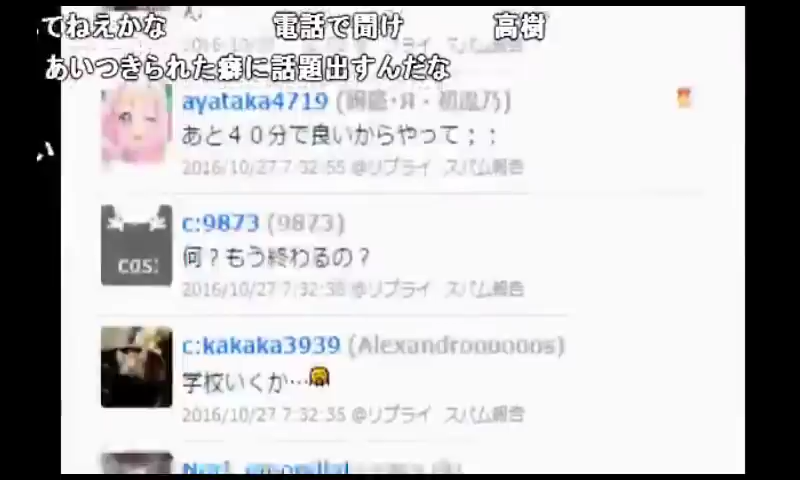 てねえかな 電話で聞け 高樹
あいつきられた癖に話題出すんだな
ayataka4719
あと40分で良いからやって；；
2016/10/27 7:32:55 @リプライ スパム報告
い
c:9873 (9873)
cas:
何？もう終わるの？
2016/10/27 7:32:38 @リプライ スパム報告
c:kakaka3939
学校いくか…
2016/10/27 7:32:35 @リプライ スパム報告